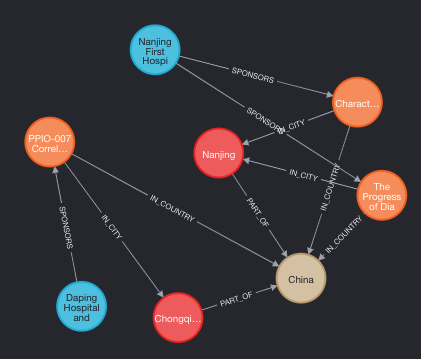 Nanjing
First
Hospi
SPONSORS
Charact...
SPONSORS
IN_CITY
PPIO-007
Correl...
Nanjing
IN_CITY
The
Progress
of Dia
IN_COUNTRY
IN_COUNTRY
PART_OF
SPONSORS
IN_CITY
IN_COUNTRY
China
Daping
Hospital
and
PART_OF
Chongqi...